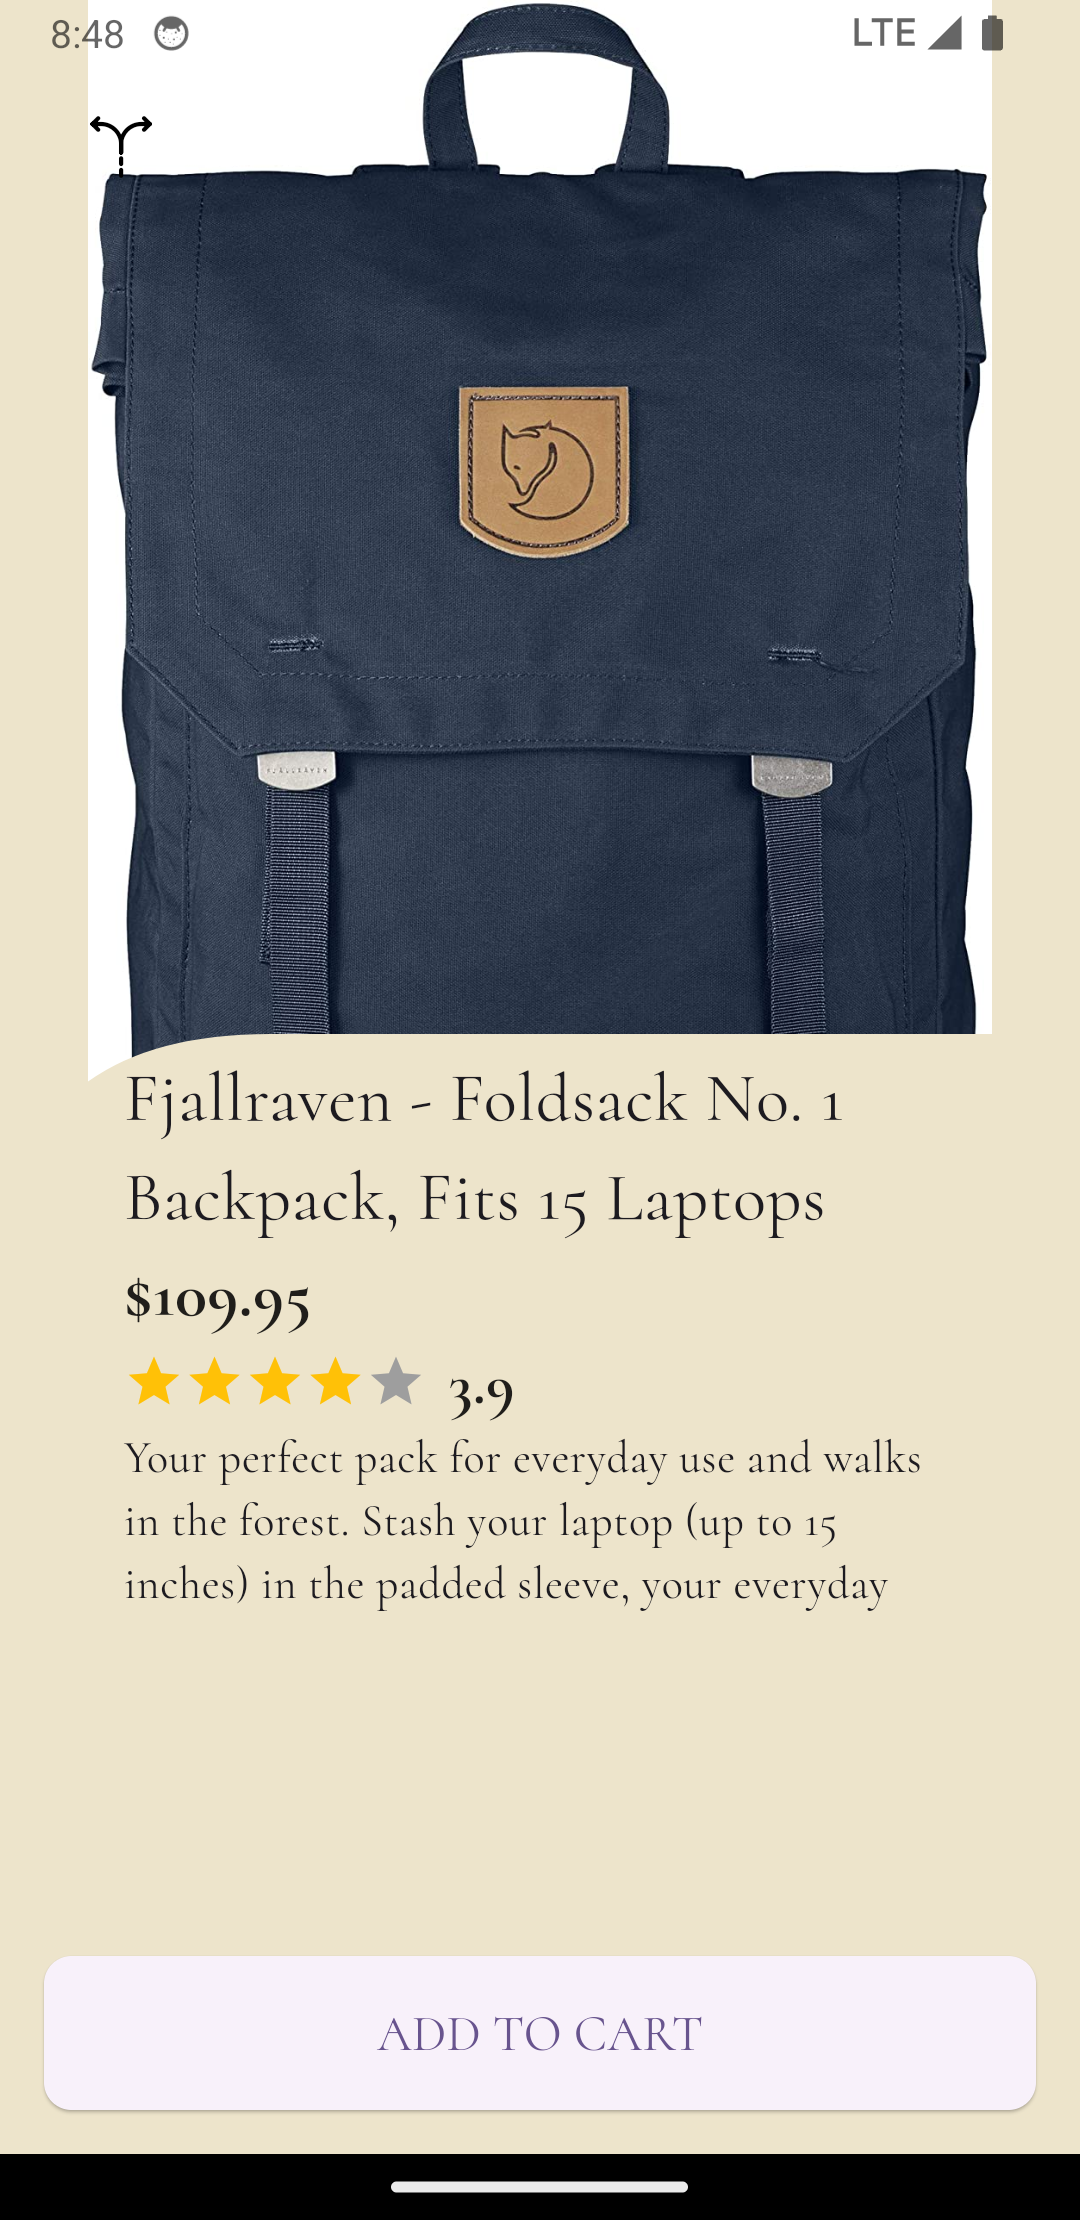 8:48
LTE
FJALLRAVEN
Fjallraven - Foldsack No. 1
Backpack, Fits 15 Laptops
$109.95
3.9
Your perfect pack for everyday use and walks
in the forest. Stash your laptop (up to 15
inches) in the padded sleeve, your everyday
ADD TO CART